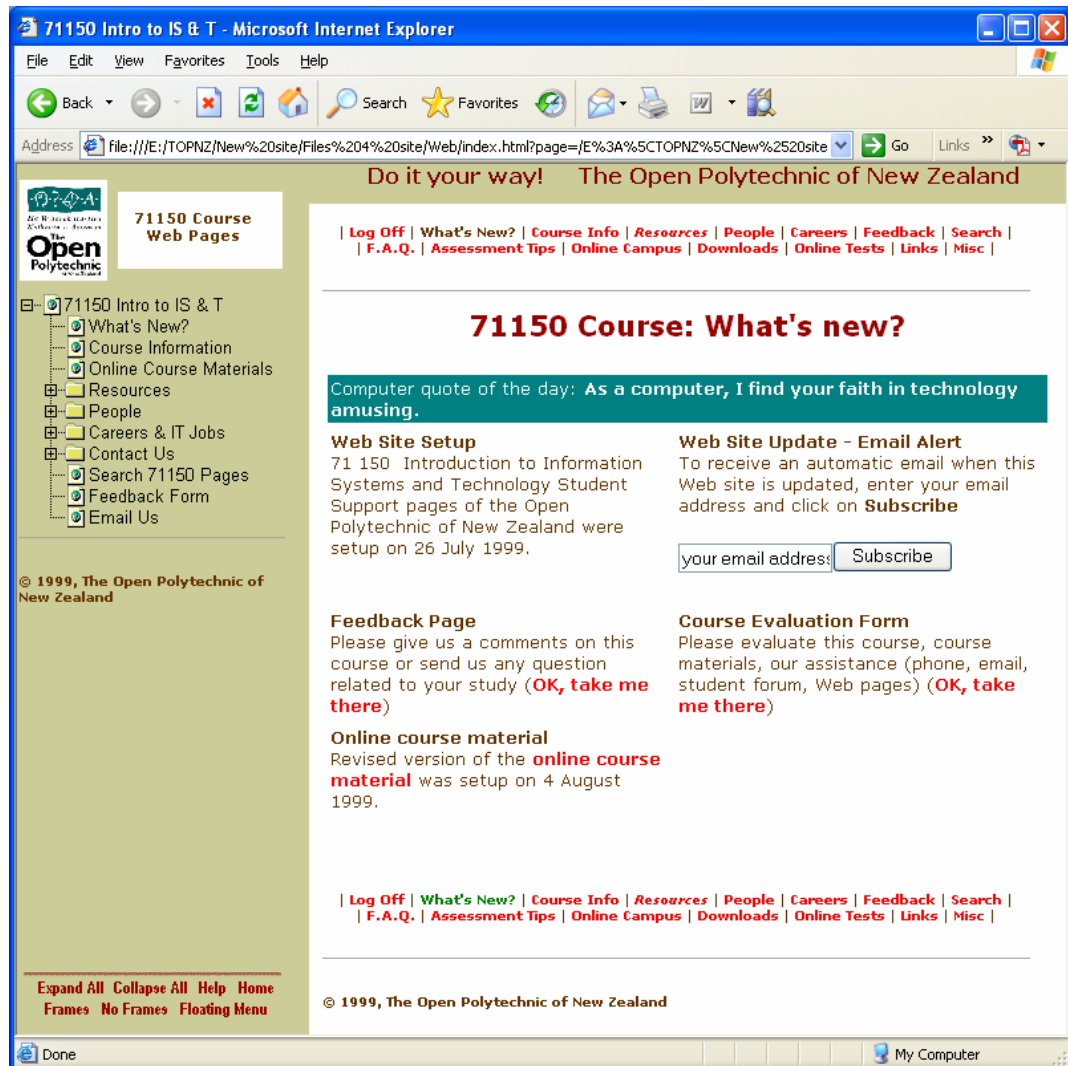 71150 Intro to IS & T - Microsoft Internet Explorer
File Edit View Favorites Tools Help
Back Search Favorites
Address file:///E:/TOPNZ/New%20site/Files%204%20site/Web/index.html?page=/E%3A%5CTOPNZ%5CNew%2520site Go Links »
Do it your way! The Open Polytechnic of New Zealand
The
Open
Polytechnic
71150 Course
Web Pages
71150 Intro to IS & T
What's New?
Course Information
Online Course Materials
Resources
People
Careers & IT Jobs
Contact Us
Search 71150 Pages
Feedback Form
Email Us
© 1999, The Open Polytechnic of
New Zealand
Expand All Collapse All Help Home
Frames No Frames Floating Menu
| Log Off | What's New? | Course Info | Resources | People | Careers | Feedback | Search |
| F.A.Q. | Assessment Tips | Online Campus | Downloads | Online Tests | Links | Misc |
71150 Course: What's new?
Computer quote of the day: As a computer, I find your faith in technology
amusing.
Web Site Setup
71 150 Introduction to Information
Systems and Technology Student
Support pages of the Open
Polytechnic of New Zealand were
setup on 26 July 1999.
Web Site Update - Email Alert
To receive an automatic email when this
Web site is updated, enter your email
address and click on Subscribe
your email address Subscribe
Feedback Page
Please give us a comments on this
course or send us any question
related to your study (OK, take me
there)
Course Evaluation Form
Please evaluate this course, course
materials, our assistance (phone, email,
student forum, Web pages) (OK, take
me there)
Online course material
Revised version of the online course
material was setup on 4 August
1999.
| Log Off | What's New? | Course Info | Resources | People | Careers | Feedback | Search |
| F.A.Q. | Assessment Tips | Online Campus | Downloads | Online Tests | Links | Misc |
© 1999, The Open Polytechnic of New Zealand
Done My Computer